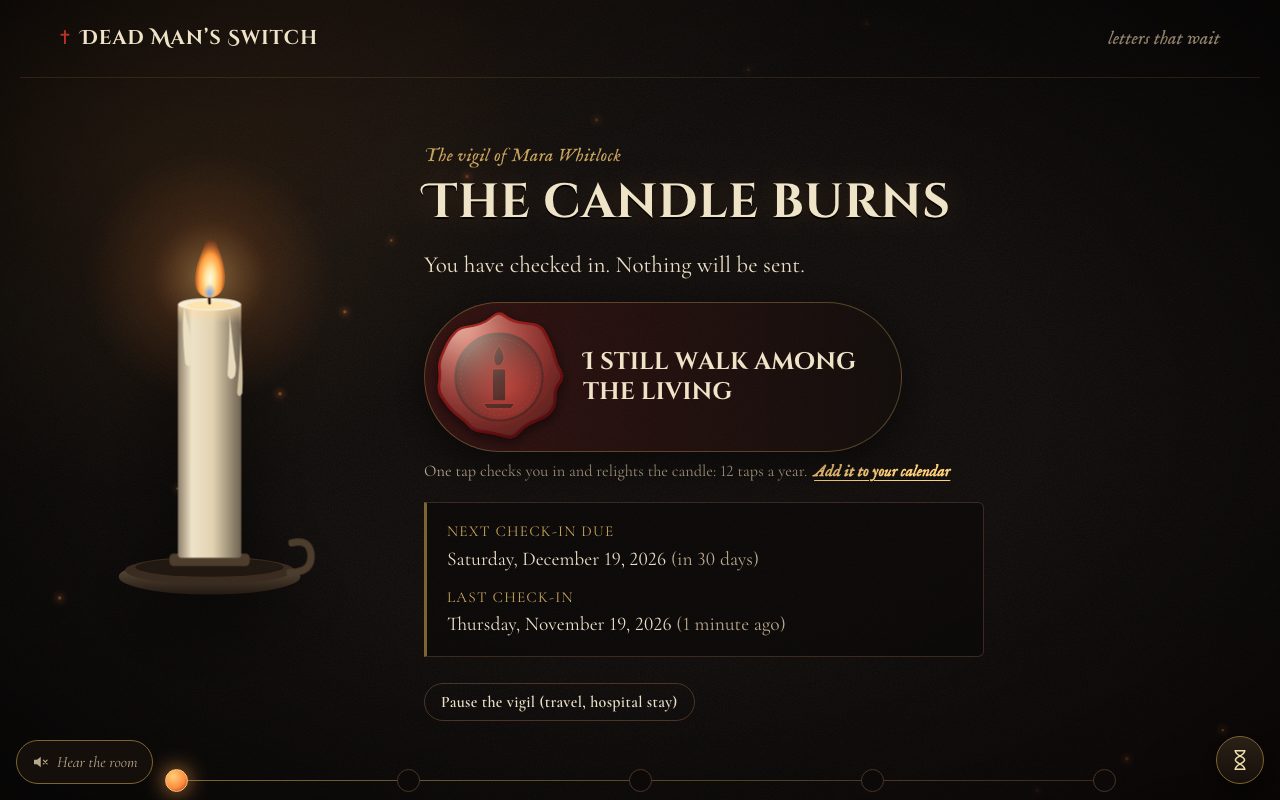 † DEAD MAN'S SWITCH
letters that wait
The vigil of Mara Whitlock
THE CANDLE BURNS
You have checked in. Nothing will be sent.
I STILL WALK AMONG
THE LIVING
One tap checks you in and relights the candle: 12 taps a year. Add it to your calendar
NEXT CHECK-IN DUE
Saturday, December 19, 2026 (in 30 days)
LAST CHECK-IN
Thursday, November 19, 2026 (1 minute ago)
Pause the vigil (travel, hospital stay)
Hear the room